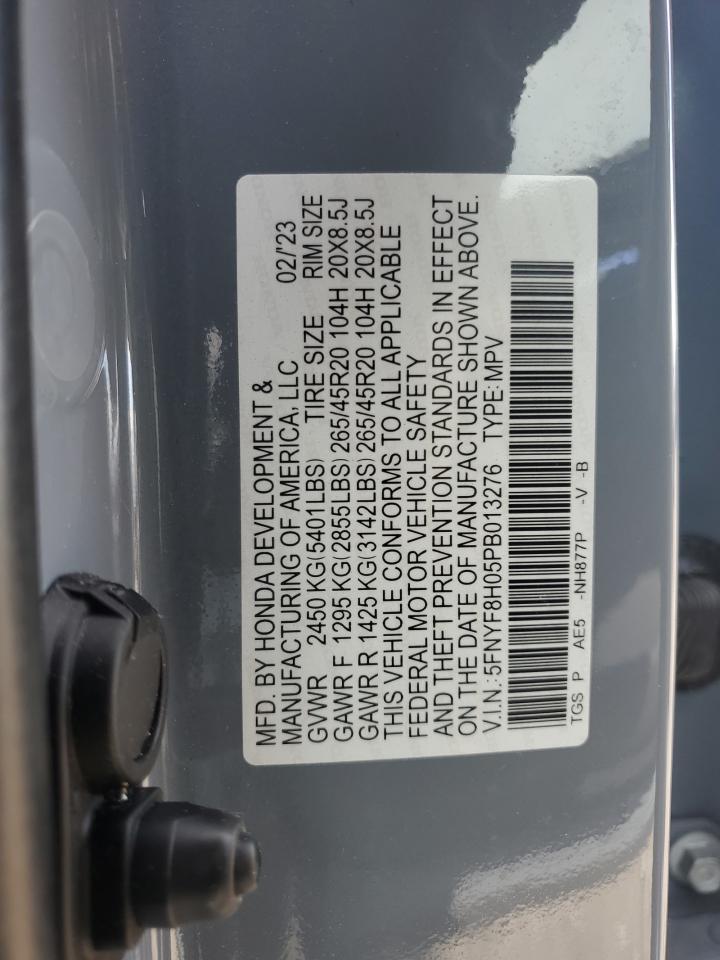 MFD. BY HONDA DEVELOPMENT &
MANUFACTURING OF AMERICA, LLC 02/'23
GVWR 2450 KG(5401LBS) TIRE SIZE RIM SIZE
GAWR F 1295 KG(2855LBS) 265/45R20 104H 20X8.5J
GAWR R 1425 KG(3142LBS) 265/45R20 104H 20X8.5J
THIS VEHICLE CONFORMS TO ALL APPLICABLE
FEDERAL MOTOR VEHICLE SAFETY
AND THEFT PREVENTION STANDARDS IN EFFECT
ON THE DATE OF MANUFACTURE SHOWN ABOVE.
V.I.N.: 5FNYF8H05PB013276 TYPE: MPV
TGS P AE5 -NH877P -V -B